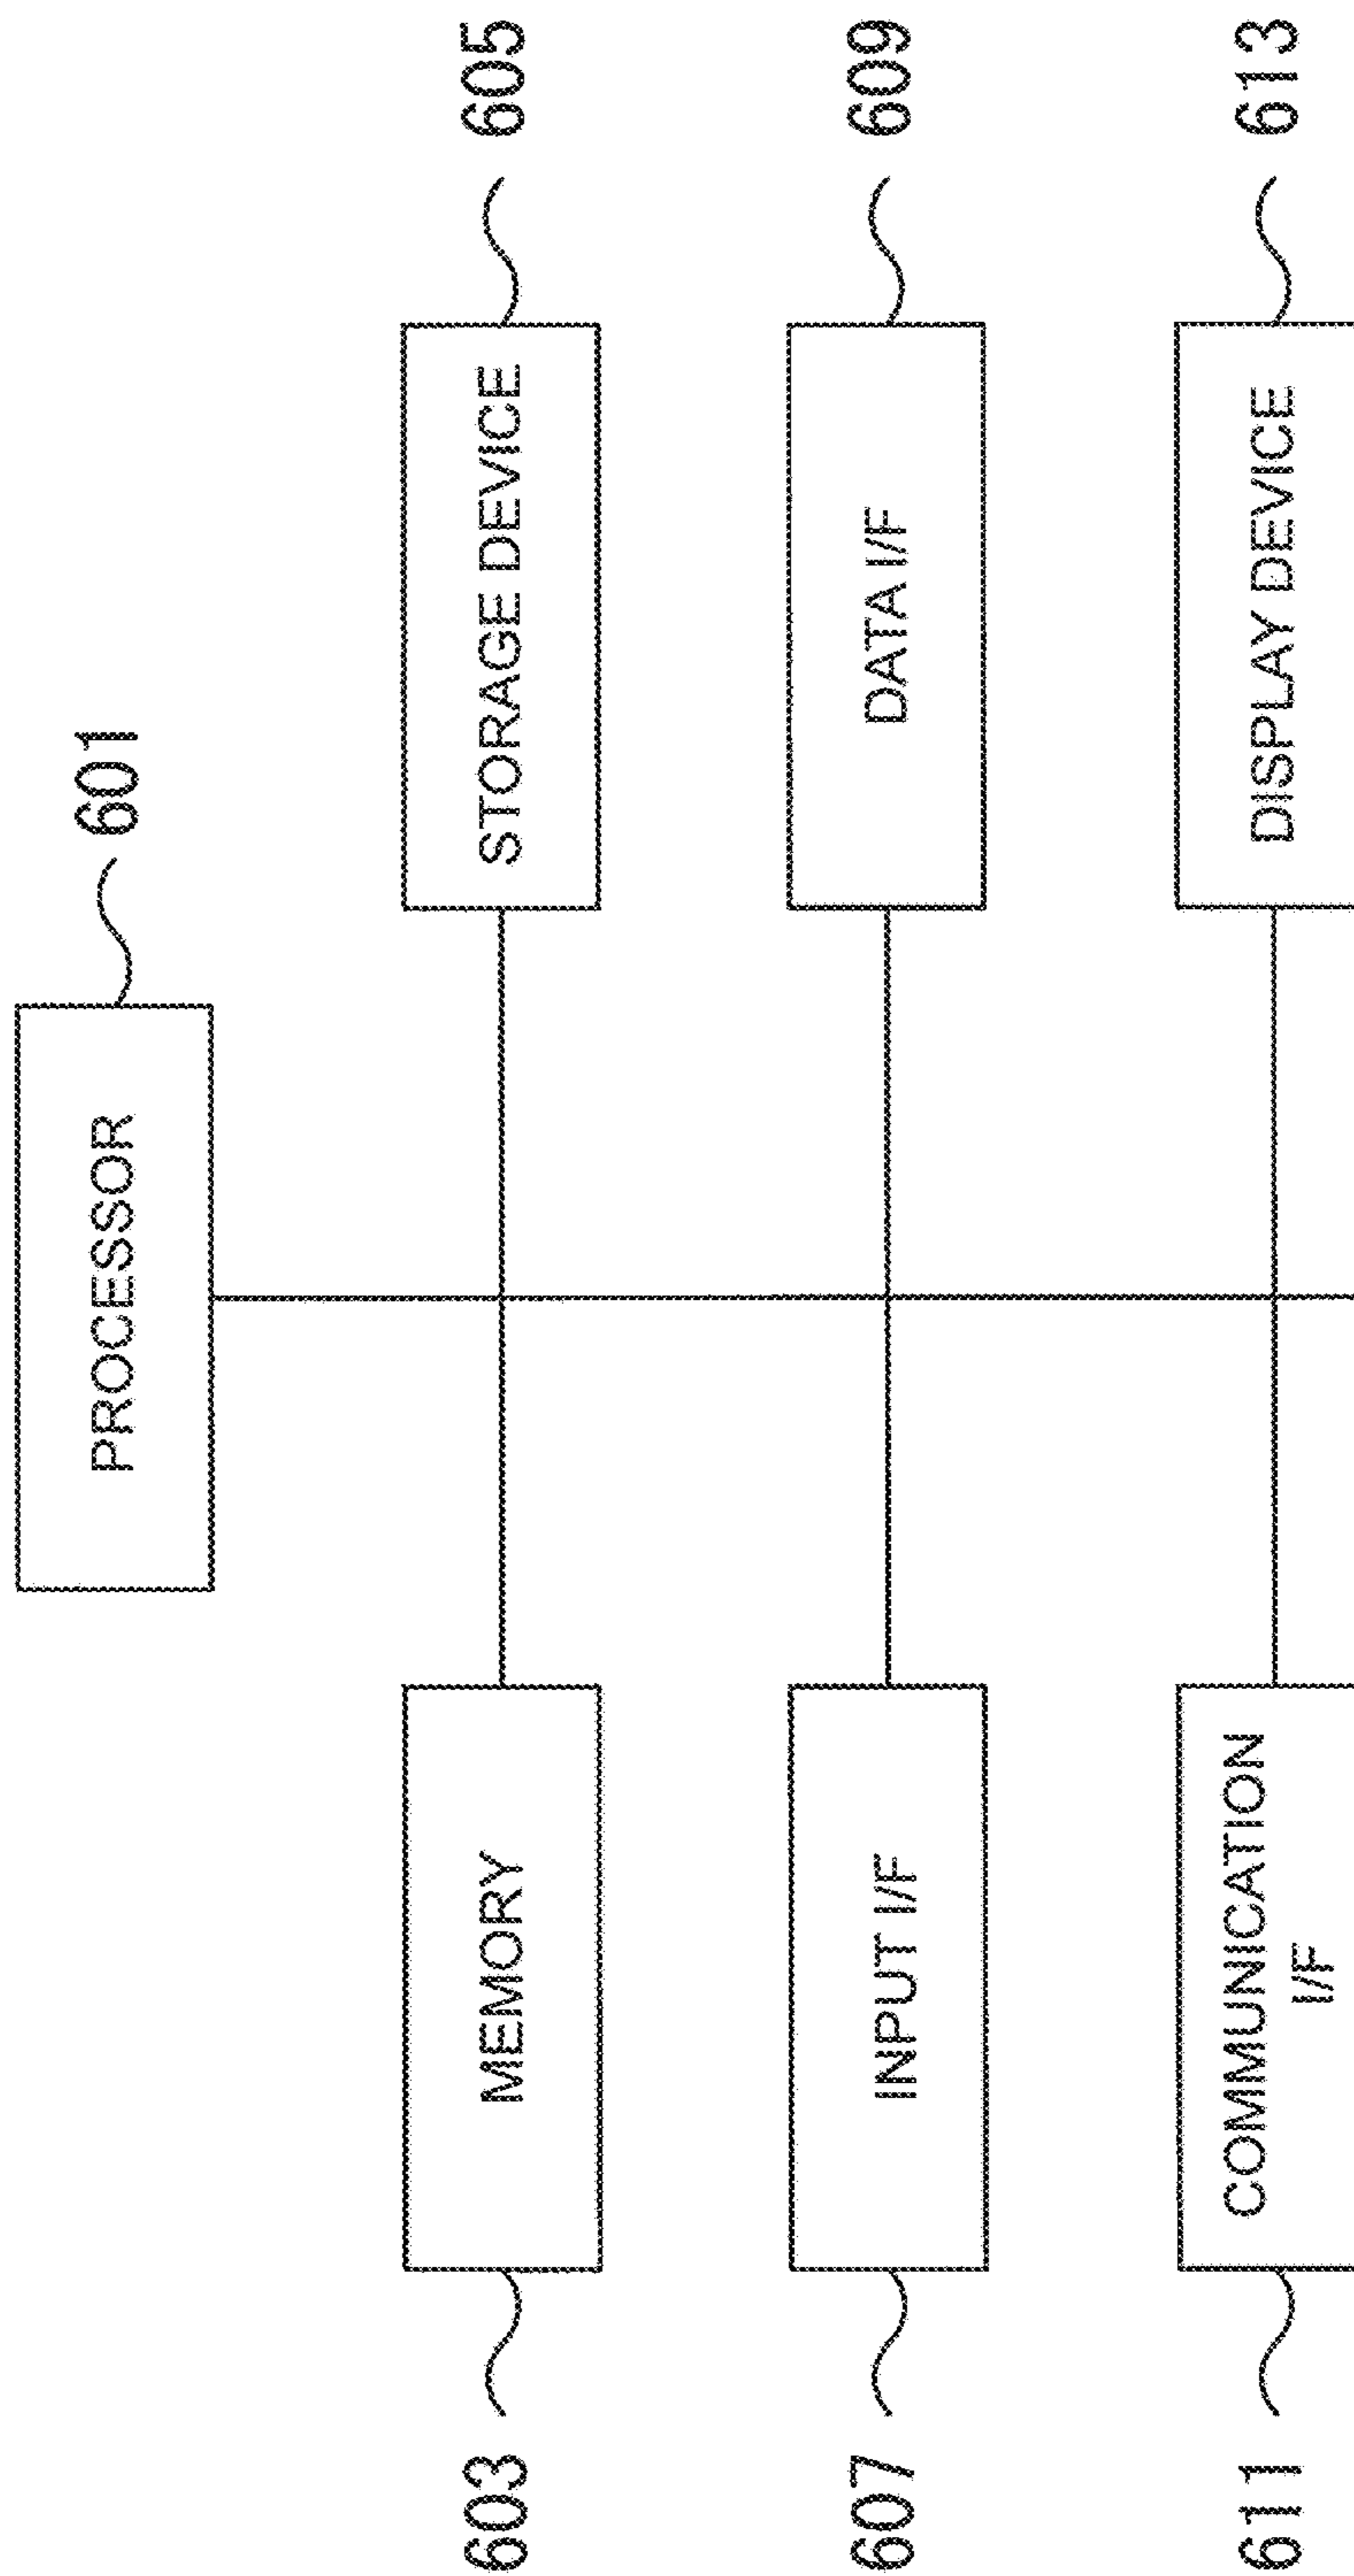 PROCESSOR
601
MEMORY
603
STORAGE DEVICE
605
INPUT I/F
607
DATA I/F
609
COMMUNICATION
I/F
611
DISPLAY DEVICE
613